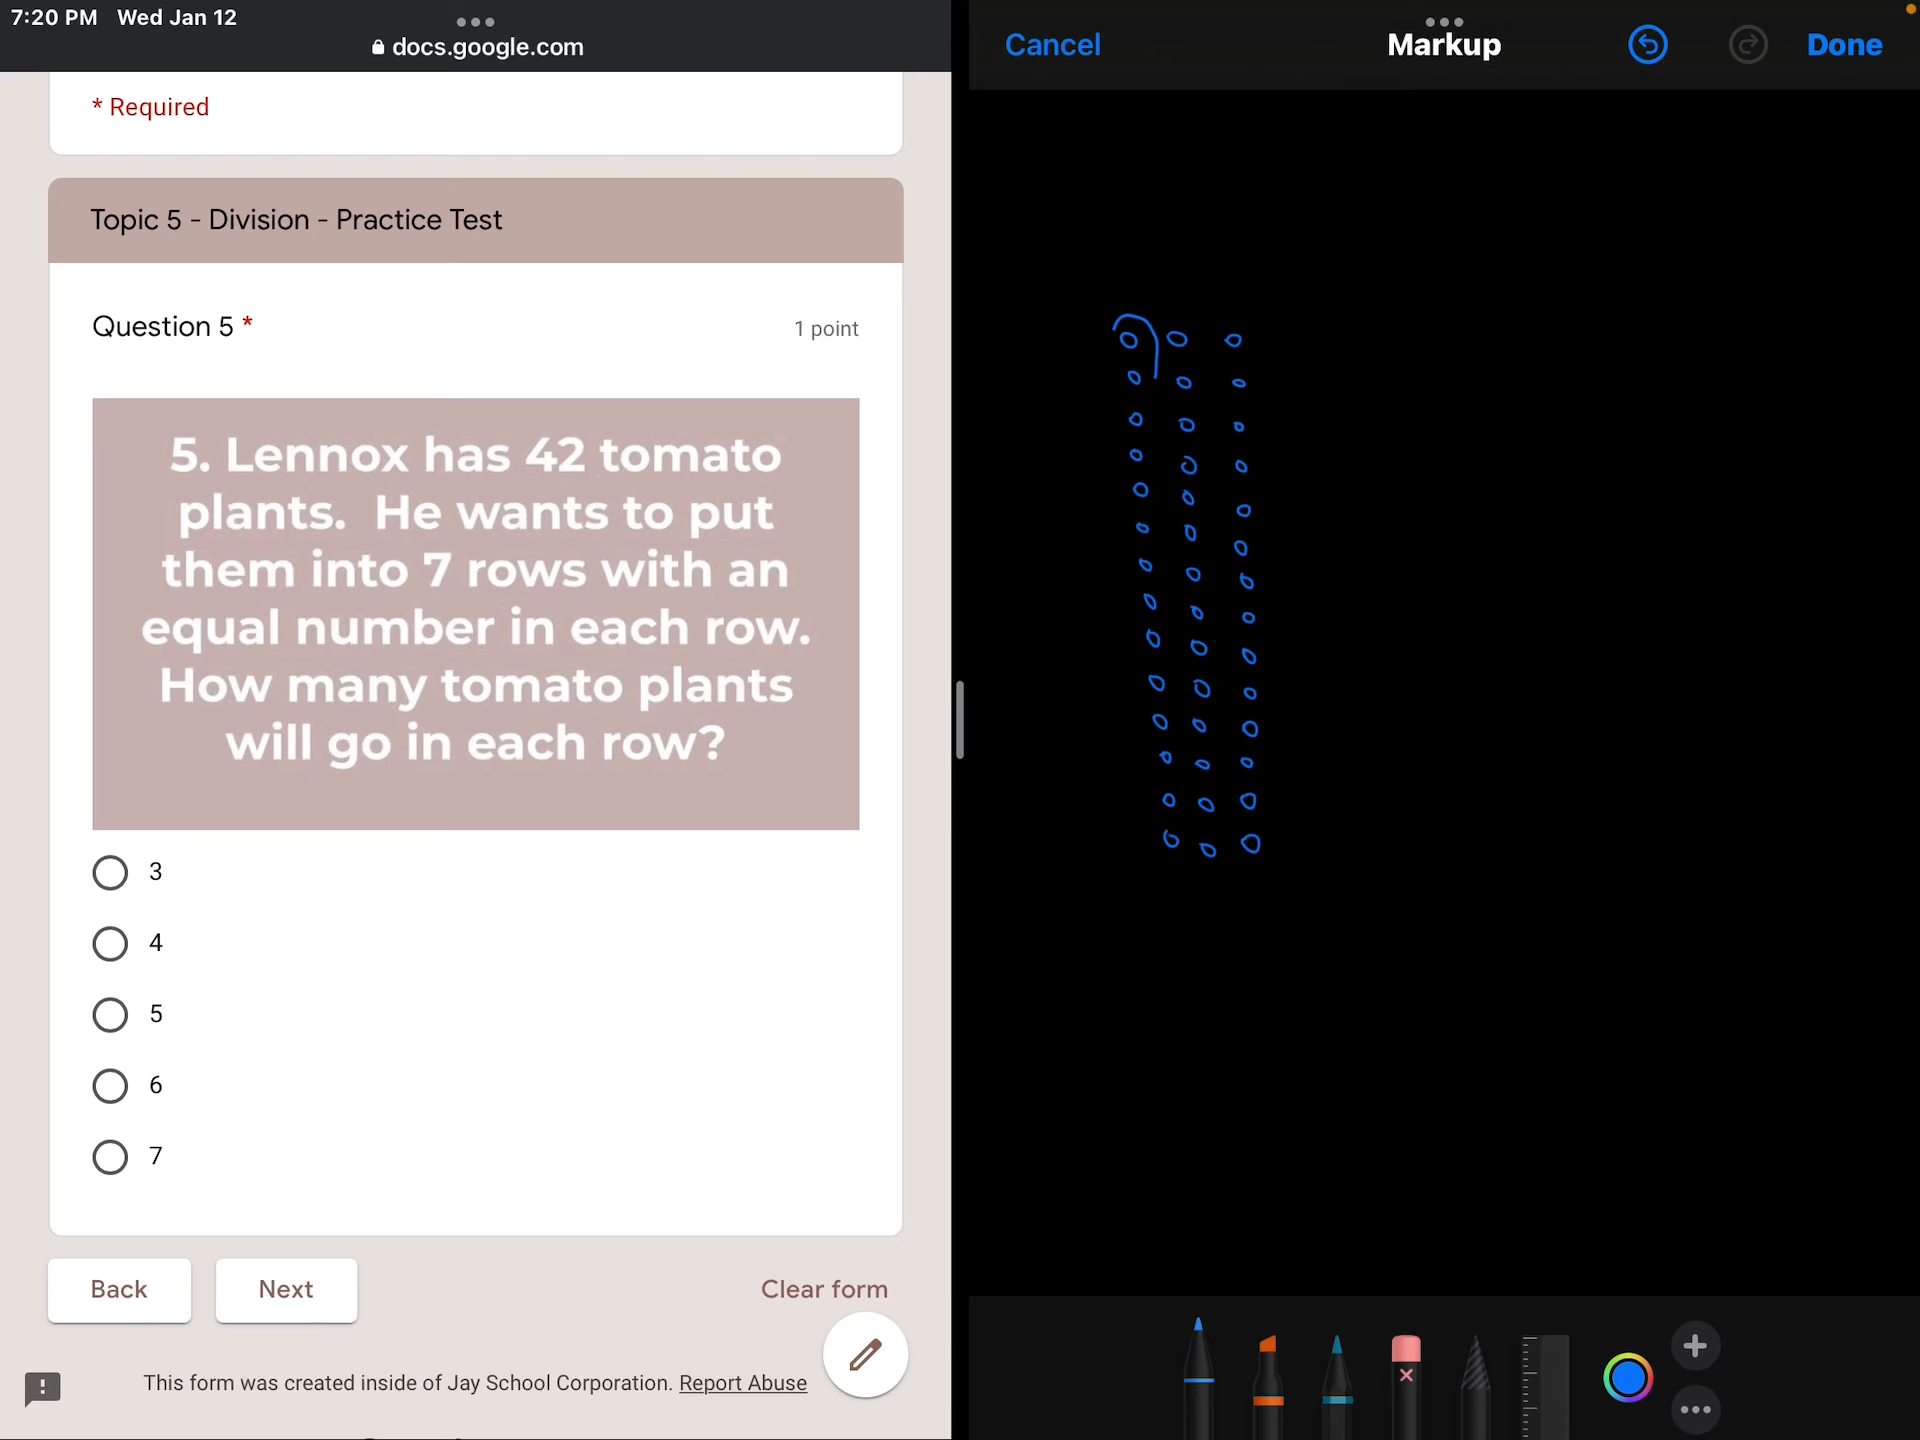 7:20 PM Wed Jan 12
docs.google.com
* Required
Topic 5 - Division - Practice Test
Question 5 *
1 point
5. Lennox has 42 tomato
plants. He wants to put
them into 7 rows with an
equal number in each row.
How many tomato plants
will go in each row?
3
4
5
6
7
Back
Next
Clear form
This form was created inside of Jay School Corporation. Report Abuse
Cancel
Markup
Done